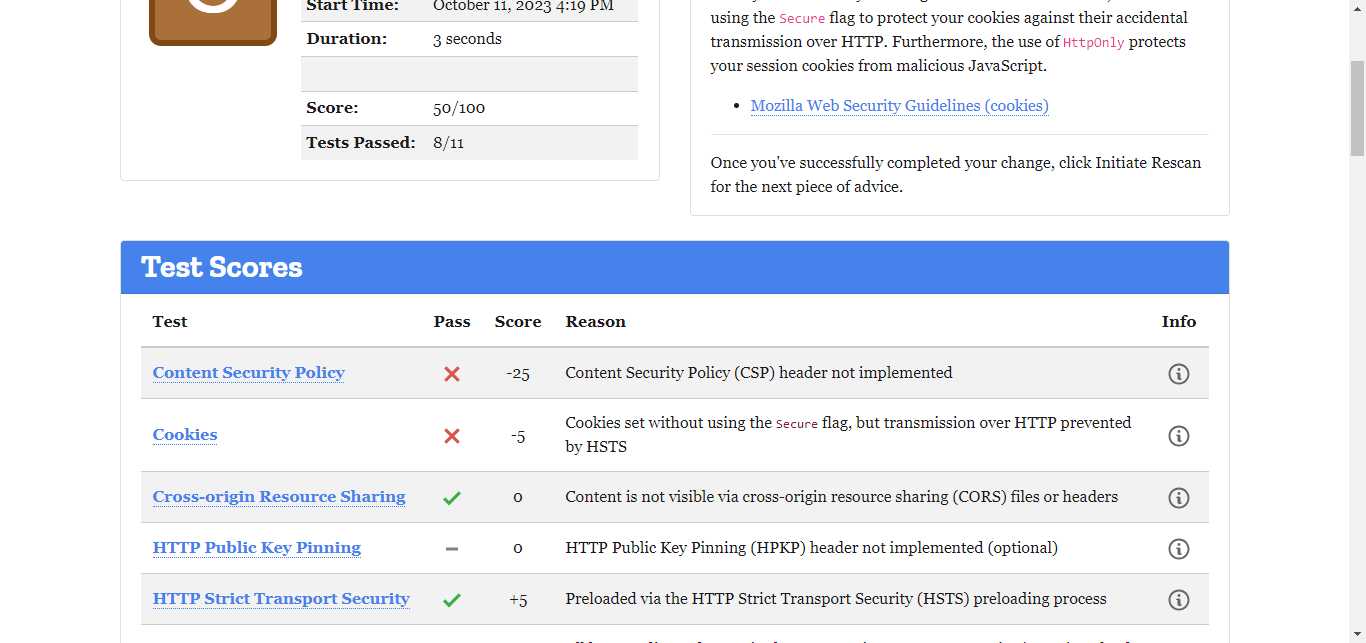 Start Time: October 11, 2023 4:19 PM
Duration: 3 seconds
Score: 50/100
Tests Passed: 8/11
using the Secure flag to protect your cookies against their accidental
transmission over HTTP. Furthermore, the use of HttpOnly protects
your session cookies from malicious JavaScript.
• Mozilla Web Security Guidelines (cookies)
Once you've successfully completed your change, click Initiate Rescan
for the next piece of advice.
Test Scores
Test Pass Score Reason Info
Content Security Policy -25 Content Security Policy (CSP) header not implemented
Cookies -5 Cookies set without using the Secure flag, but transmission over HTTP prevented
by HSTS
Cross-origin Resource Sharing 0 Content is not visible via cross-origin resource sharing (CORS) files or headers
HTTP Public Key Pinning 0 HTTP Public Key Pinning (HPKP) header not implemented (optional)
HTTP Strict Transport Security +5 Preloaded via the HTTP Strict Transport Security (HSTS) preloading process